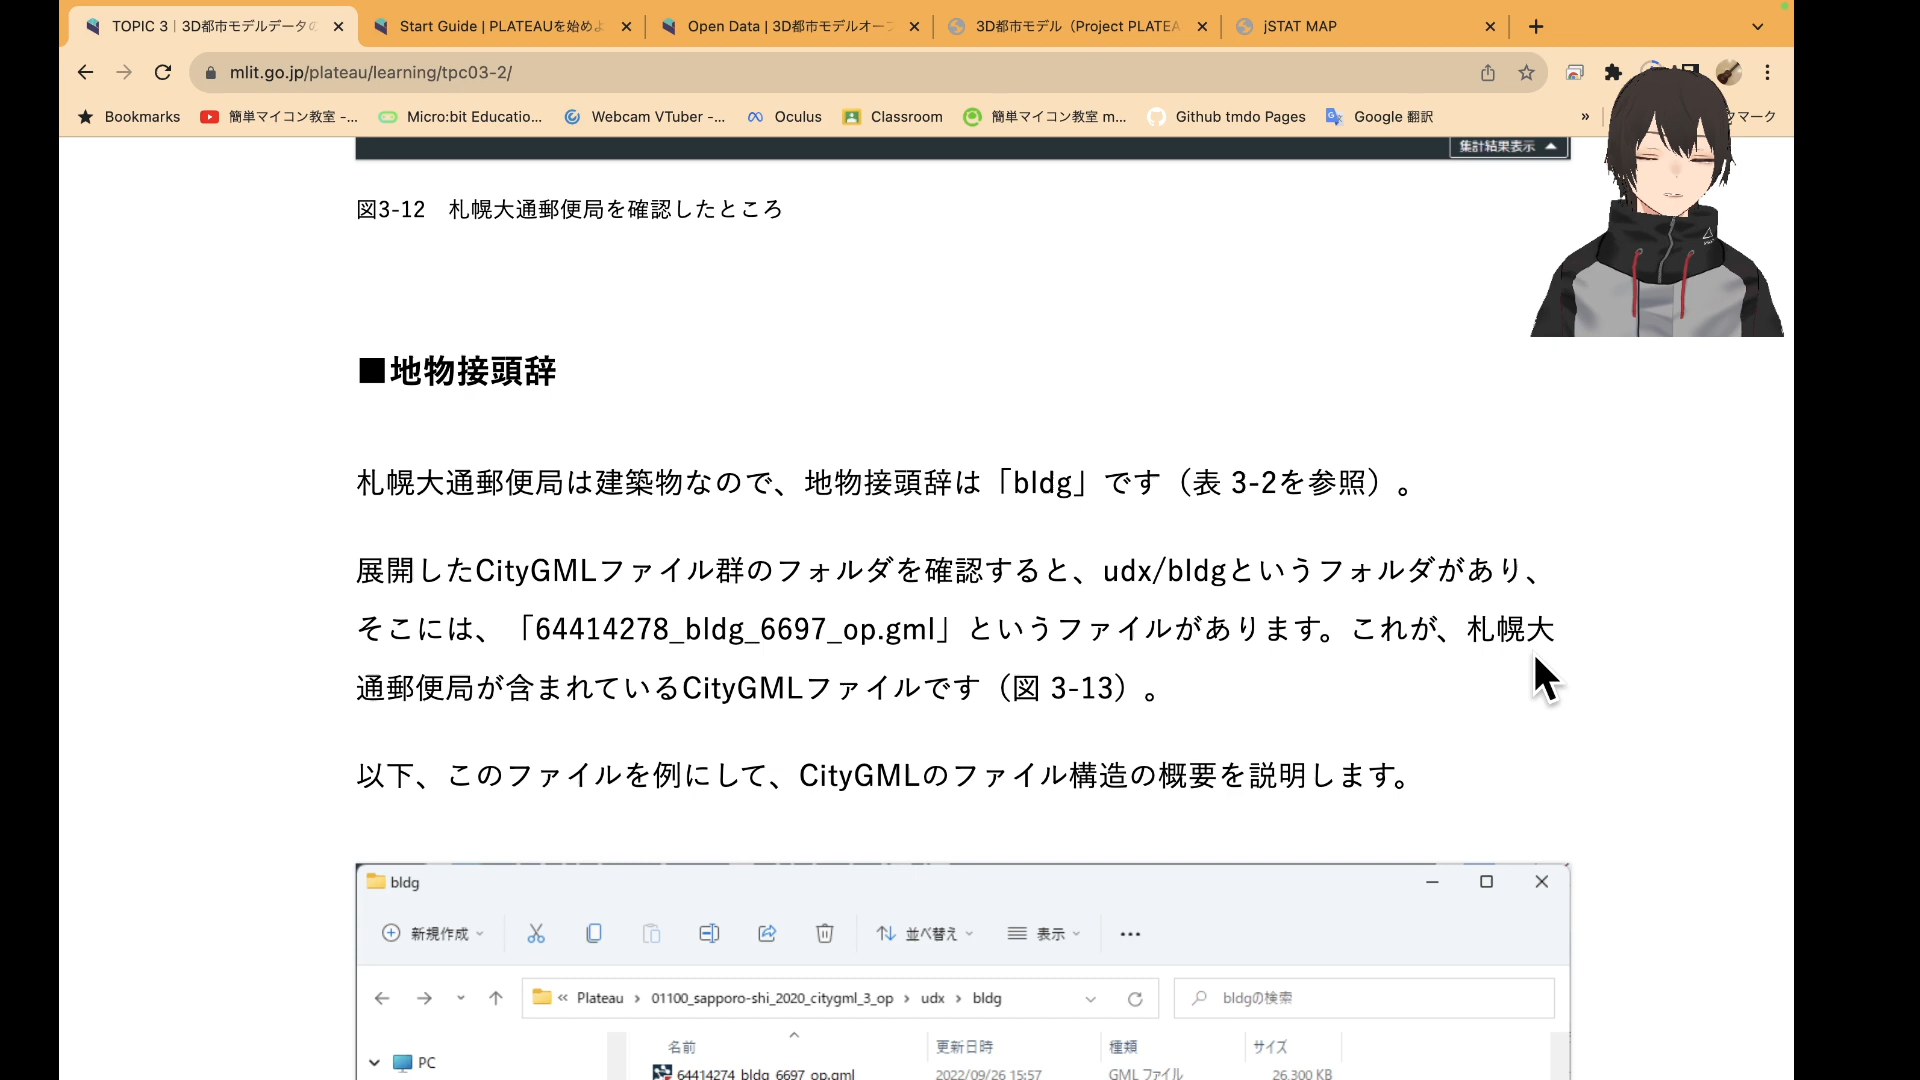 TOPIC 3 | 3D都市モデルデータの
Start Guide | PLATEAUを始めよ
Open Data | 3D都市モデルオー
3D都市モデル（Project PLATEA
jSTAT MAP
mlit.go.jp/plateau/learning/tpc03-2/
Bookmarks
簡単マイコン教室 -...
Micro:bit Educatio...
Webcam VTuber -...
Oculus
Classroom
簡単マイコン教室 m...
Github tmdo Pages
Google 翻訳
»
マーク
集計結果表示
図3-12　札幌大通郵便局を確認したところ
■地物接頭辞
札幌大通郵便局は建築物なので、地物接頭辞は「bldg」です（表 3-2を参照）。
展開したCityGMLファイル群のフォルダを確認すると、udx/bldgというフォルダがあり、
そこには、「64414278_bldg_6697_op.gml」というファイルがあります。これが、札幌大
通郵便局が含まれているCityGMLファイルです（図 3-13）。
以下、このファイルを例にして、CityGMLのファイル構造の概要を説明します。
bldg
新規作成
並べ替え
表示
« Plateau › 01100_sapporo-shi_2020_citygml_3_op › udx › bldg
bldgの検索
名前
更新日時
種類
サイズ
PC
64414274_bldg_6697_op.gml
2022/09/26 15:57
GML ファイル
26,300 KB